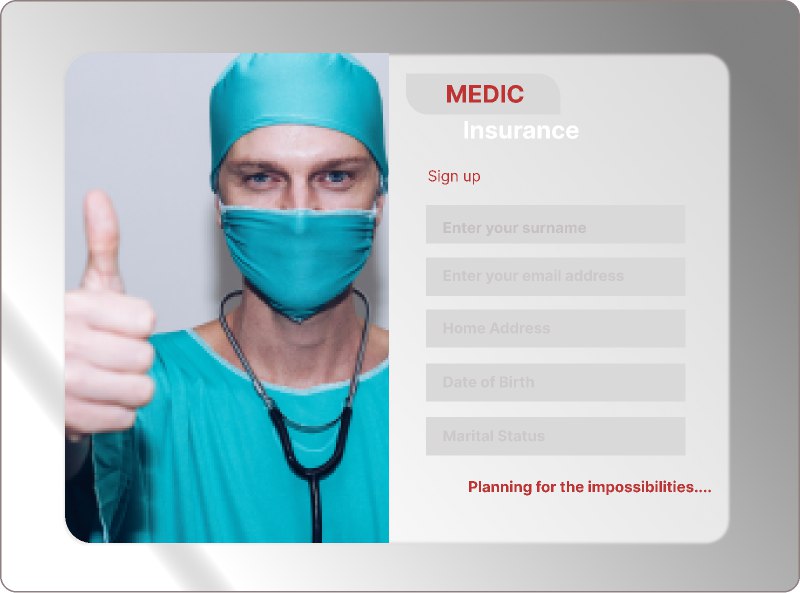 MEDIC
Insurance
Sign up
Enter your surname
Enter your email address
Home Address
Date of Birth
Marital Status
Planning for the impossibilities....